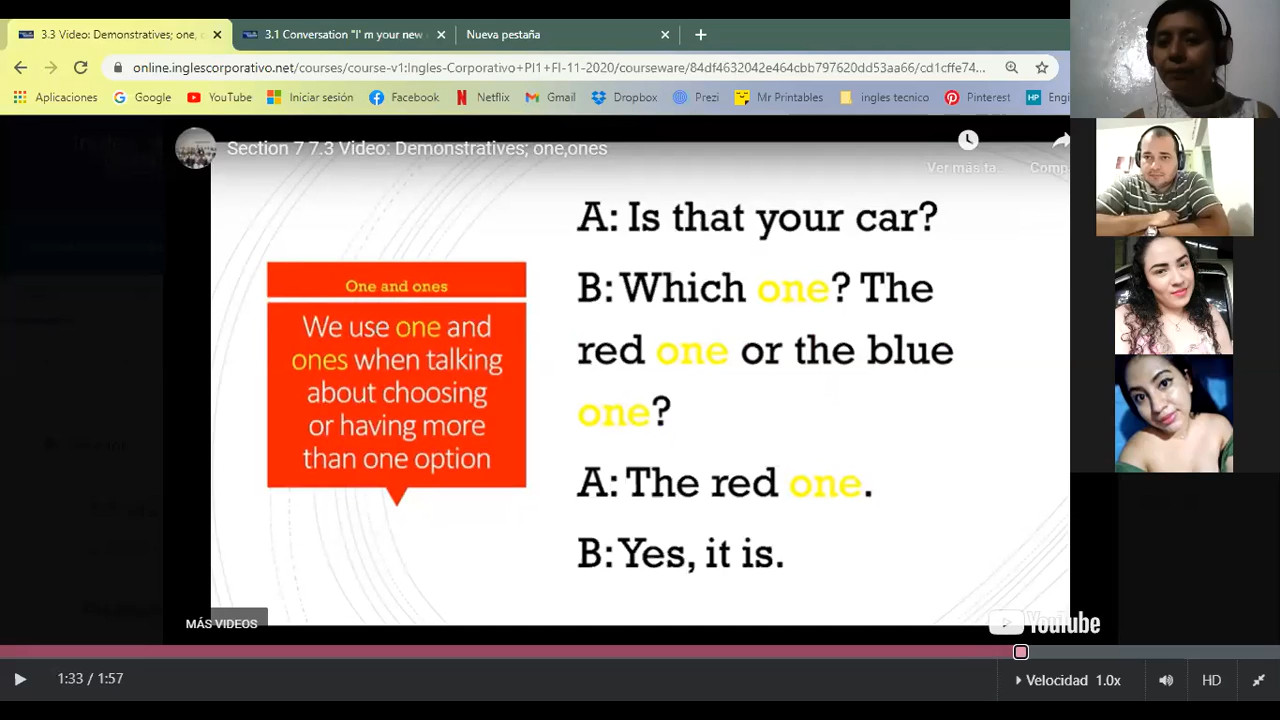 3.3 Video: Demonstratives; one, o
3.1 Conversation "I' m your new
Nueva pestaña
online.inglescorporativo.net/courses/course-v1:Ingles-Corporativo+PI1+FI-11-2020/courseware/84df4632042e464cbb797620dd53aa66/cd1cffe74...
Aplicaciones Google YouTube Iniciar sesión Facebook Netflix Gmail Dropbox Prezi Mr Printables ingles tecnico Pinterest HP Engl
Section 7 7.3 Video: Demonstratives; one,ones
Ver más ta...
Comp
One and ones
We use one and
ones when talking
about choosing
or having more
than one option
A: Is that your car?
B: Which one? The
red one or the blue
one?
A: The red one.
B: Yes, it is.
MÁS VIDEOS
YouTube
1:33 / 1:57
Velocidad 1.0x
HD